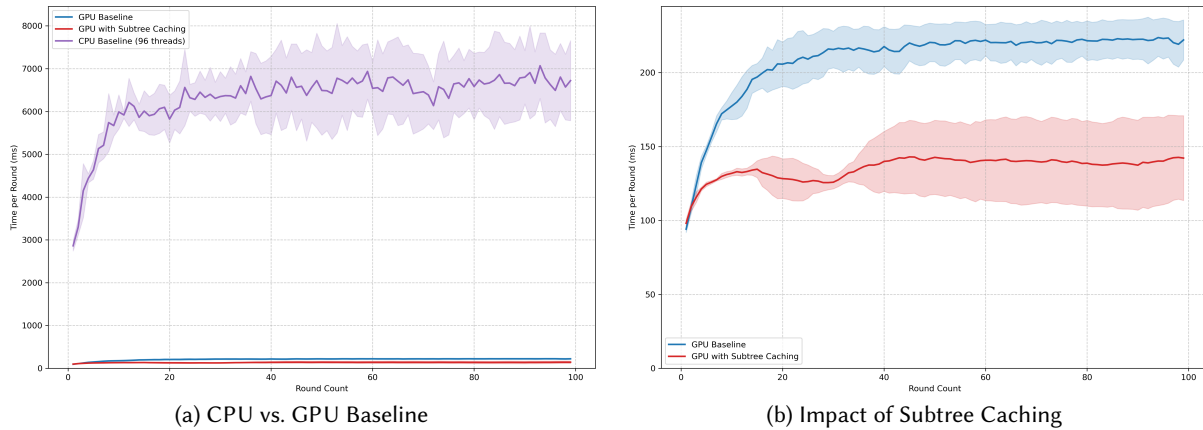 GPU Baseline
GPU with Subtree Caching
CPU Baseline (96 threads)
Time per Round (ms)
8000
7000
6000
5000
4000
3000
2000
1000
0
0 20 40 60 80 100
Round Count
(a) CPU vs. GPU Baseline
Time per Round (ms)
200
150
100
50
0
GPU Baseline
GPU with Subtree Caching
0 20 40 60 80 100
Round Count
(b) Impact of Subtree Caching